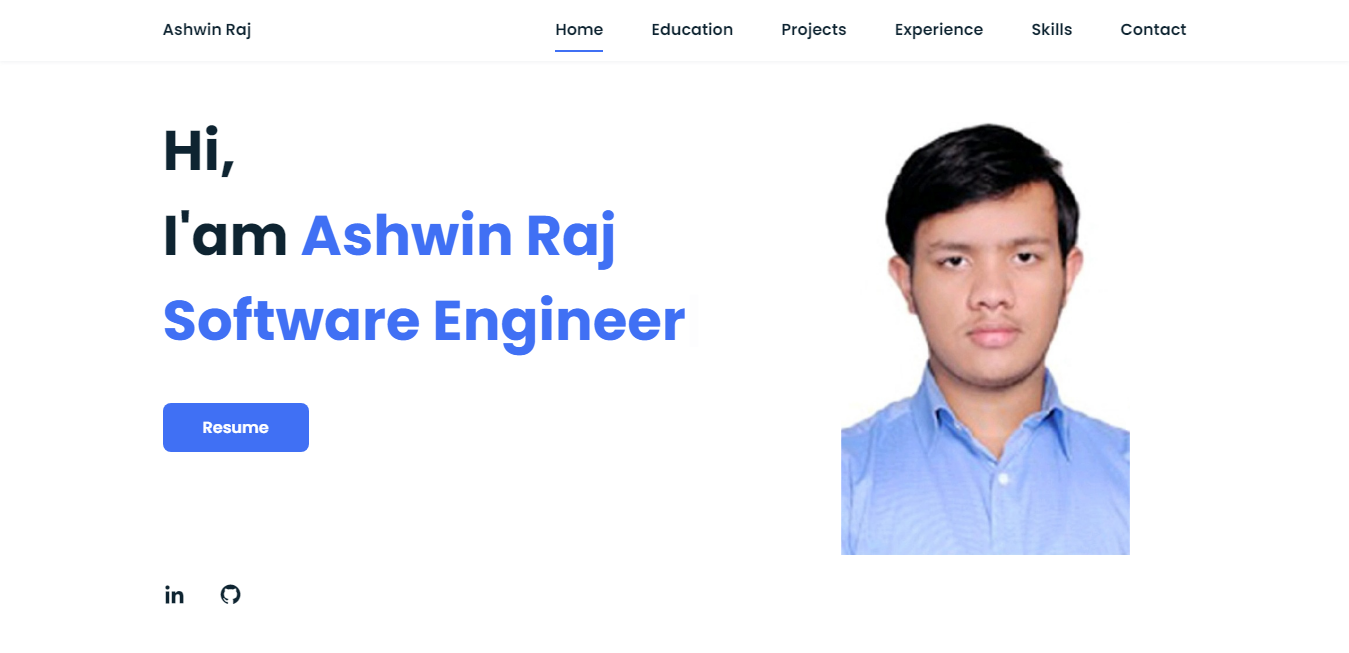 Ashwin Raj
Home Education Projects Experience Skills Contact
Hi,
I'am Ashwin Raj
Software Engineer
Resume
in